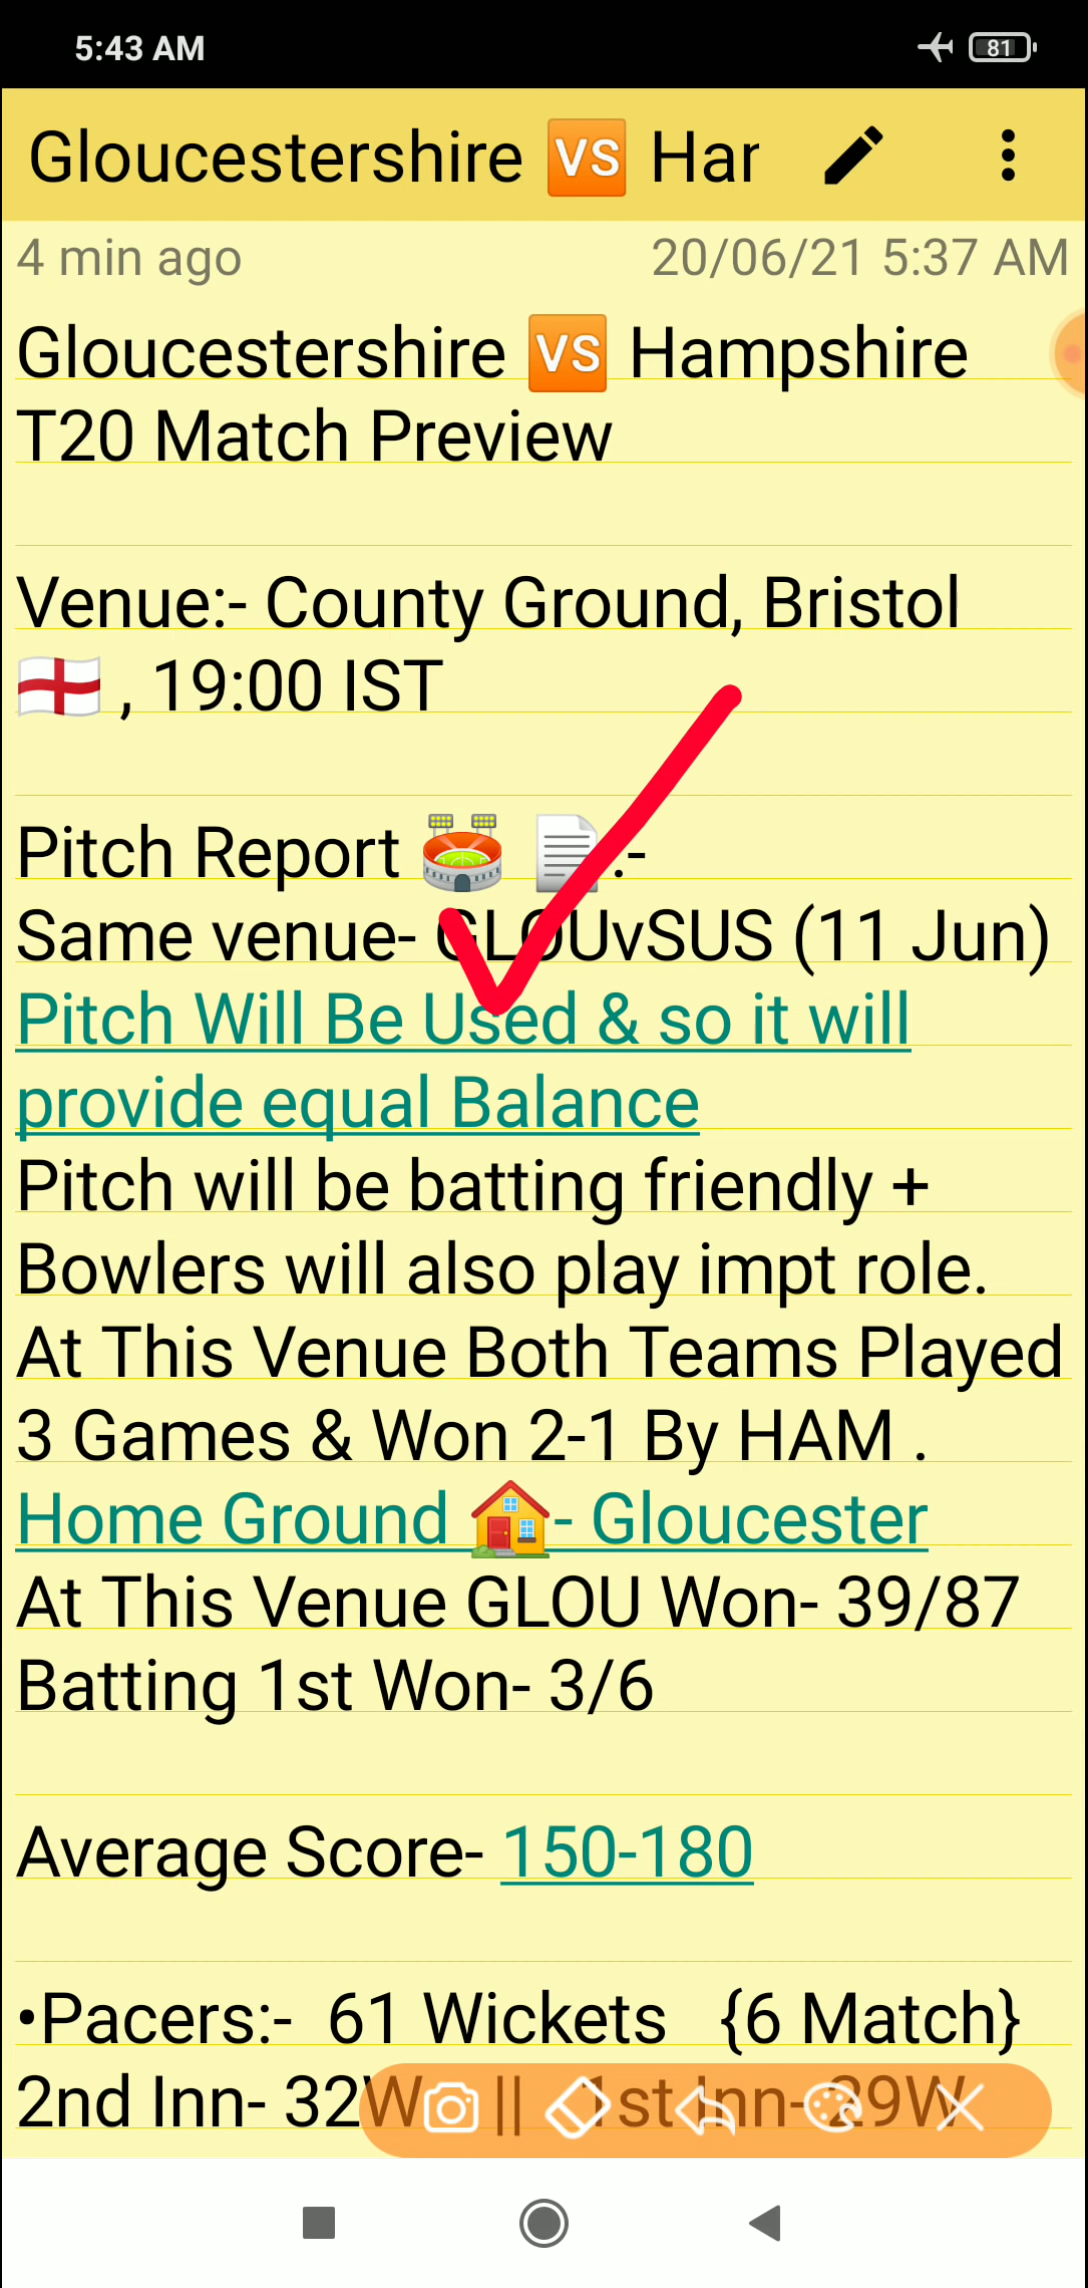 5:43 AM
81
Gloucestershire 🆚 Har
4 min ago 20/06/21 5:37 AM
Gloucestershire 🆚 Hampshire
T20 Match Preview
Venue:- County Ground, Bristol
🏴󠁧󠁢󠁥󠁮󠁧󠁿 , 19:00 IST
Pitch Report 🏟 📄:-
Same venue- GLOUvSUS (11 Jun)
Pitch Will Be Used & so it will
provide equal Balance
Pitch will be batting friendly +
Bowlers will also play impt role.
At This Venue Both Teams Played
3 Games & Won 2-1 By HAM .
Home Ground 🏠- Gloucester
At This Venue GLOU Won- 39/87
Batting 1st Won- 3/6
Average Score- 150-180
•Pacers:- 61 Wickets {6 Match}
2nd Inn- 32W || 1st Inn- 29W